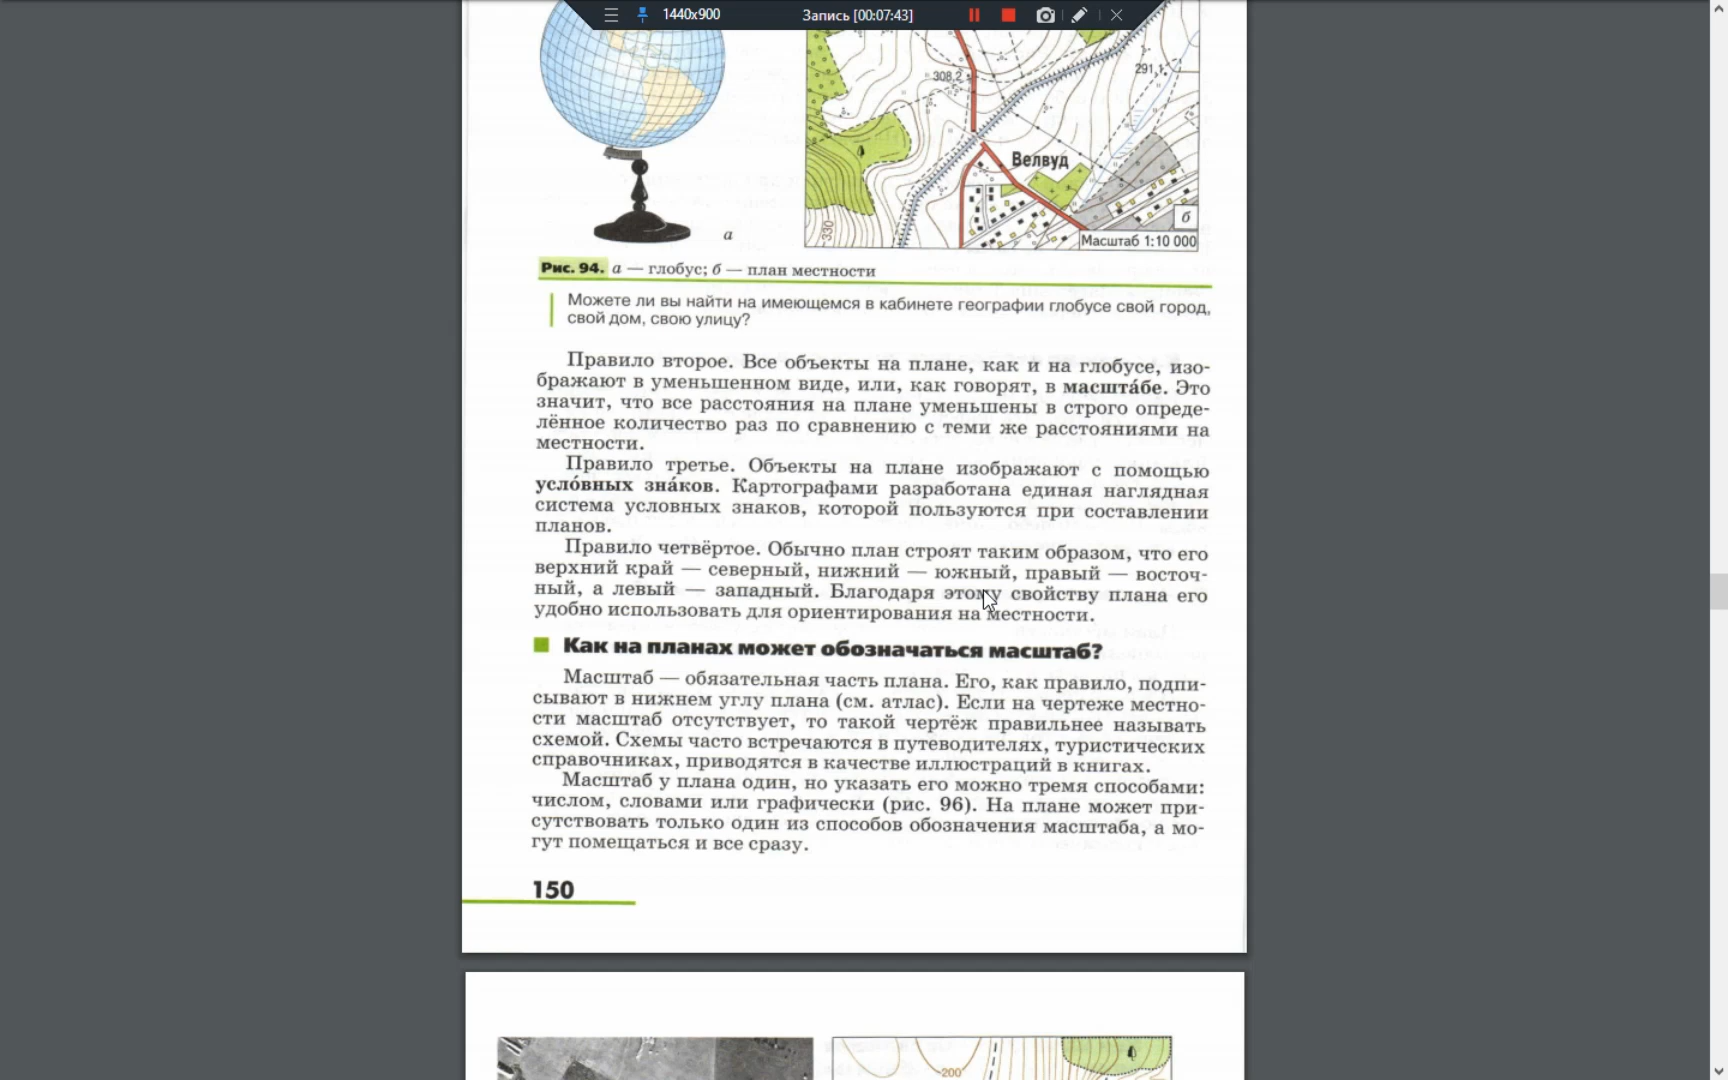 1440x900 Запись [00:07:43]
308,2
291,1
Велвуд
330
б
Масштаб 1:10 000
а
Рис. 94. а — глобус; б — план местности
Можете ли вы найти на имеющемся в кабинете географии глобусе свой город,
свой дом, свою улицу?
Правило второе. Все объекты на плане, как и на глобусе, изо-
бражают в уменьшенном виде, или, как говорят, в масшта́бе. Это
значит, что все расстояния на плане уменьшены в строго опреде-
лённое количество раз по сравнению с теми же расстояниями на
местности.
Правило третье. Объекты на плане изображают с помощью
усло́вных зна́ков. Картографами разработана единая наглядная
система условных знаков, которой пользуются при составлении
планов.
Правило четвёртое. Обычно план строят таким образом, что его
верхний край — северный, нижний — южный, правый — восточ-
ный, а левый — западный. Благодаря этому свойству плана его
удобно использовать для ориентирования на местности.
Как на планах может обозначаться масштаб?
Масштаб — обязательная часть плана. Его, как правило, подпи-
сывают в нижнем углу плана (см. атлас). Если на чертеже местно-
сти масштаб отсутствует, то такой чертёж правильнее называть
схемой. Схемы часто встречаются в путеводителях, туристических
справочниках, приводятся в качестве иллюстраций в книгах.
Масштаб у плана один, но указать его можно тремя способами:
числом, словами или графически (рис. 96). На плане может при-
сутствовать только один из способов обозначения масштаба, а мо-
гут помещаться и все сразу.
150
200